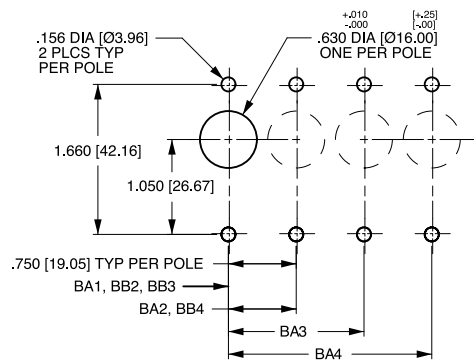 +.010 [+.25]
-.000 [-.00]
.156 DIA [Ø3.96]
2 PLCS TYP
PER POLE
.630 DIA [Ø16.00]
ONE PER POLE
1.660 [42.16]
1.050 [26.67]
.750 [19.05] TYP PER POLE
BA1, BB2, BB3
BA2, BB4
BA3
BA4